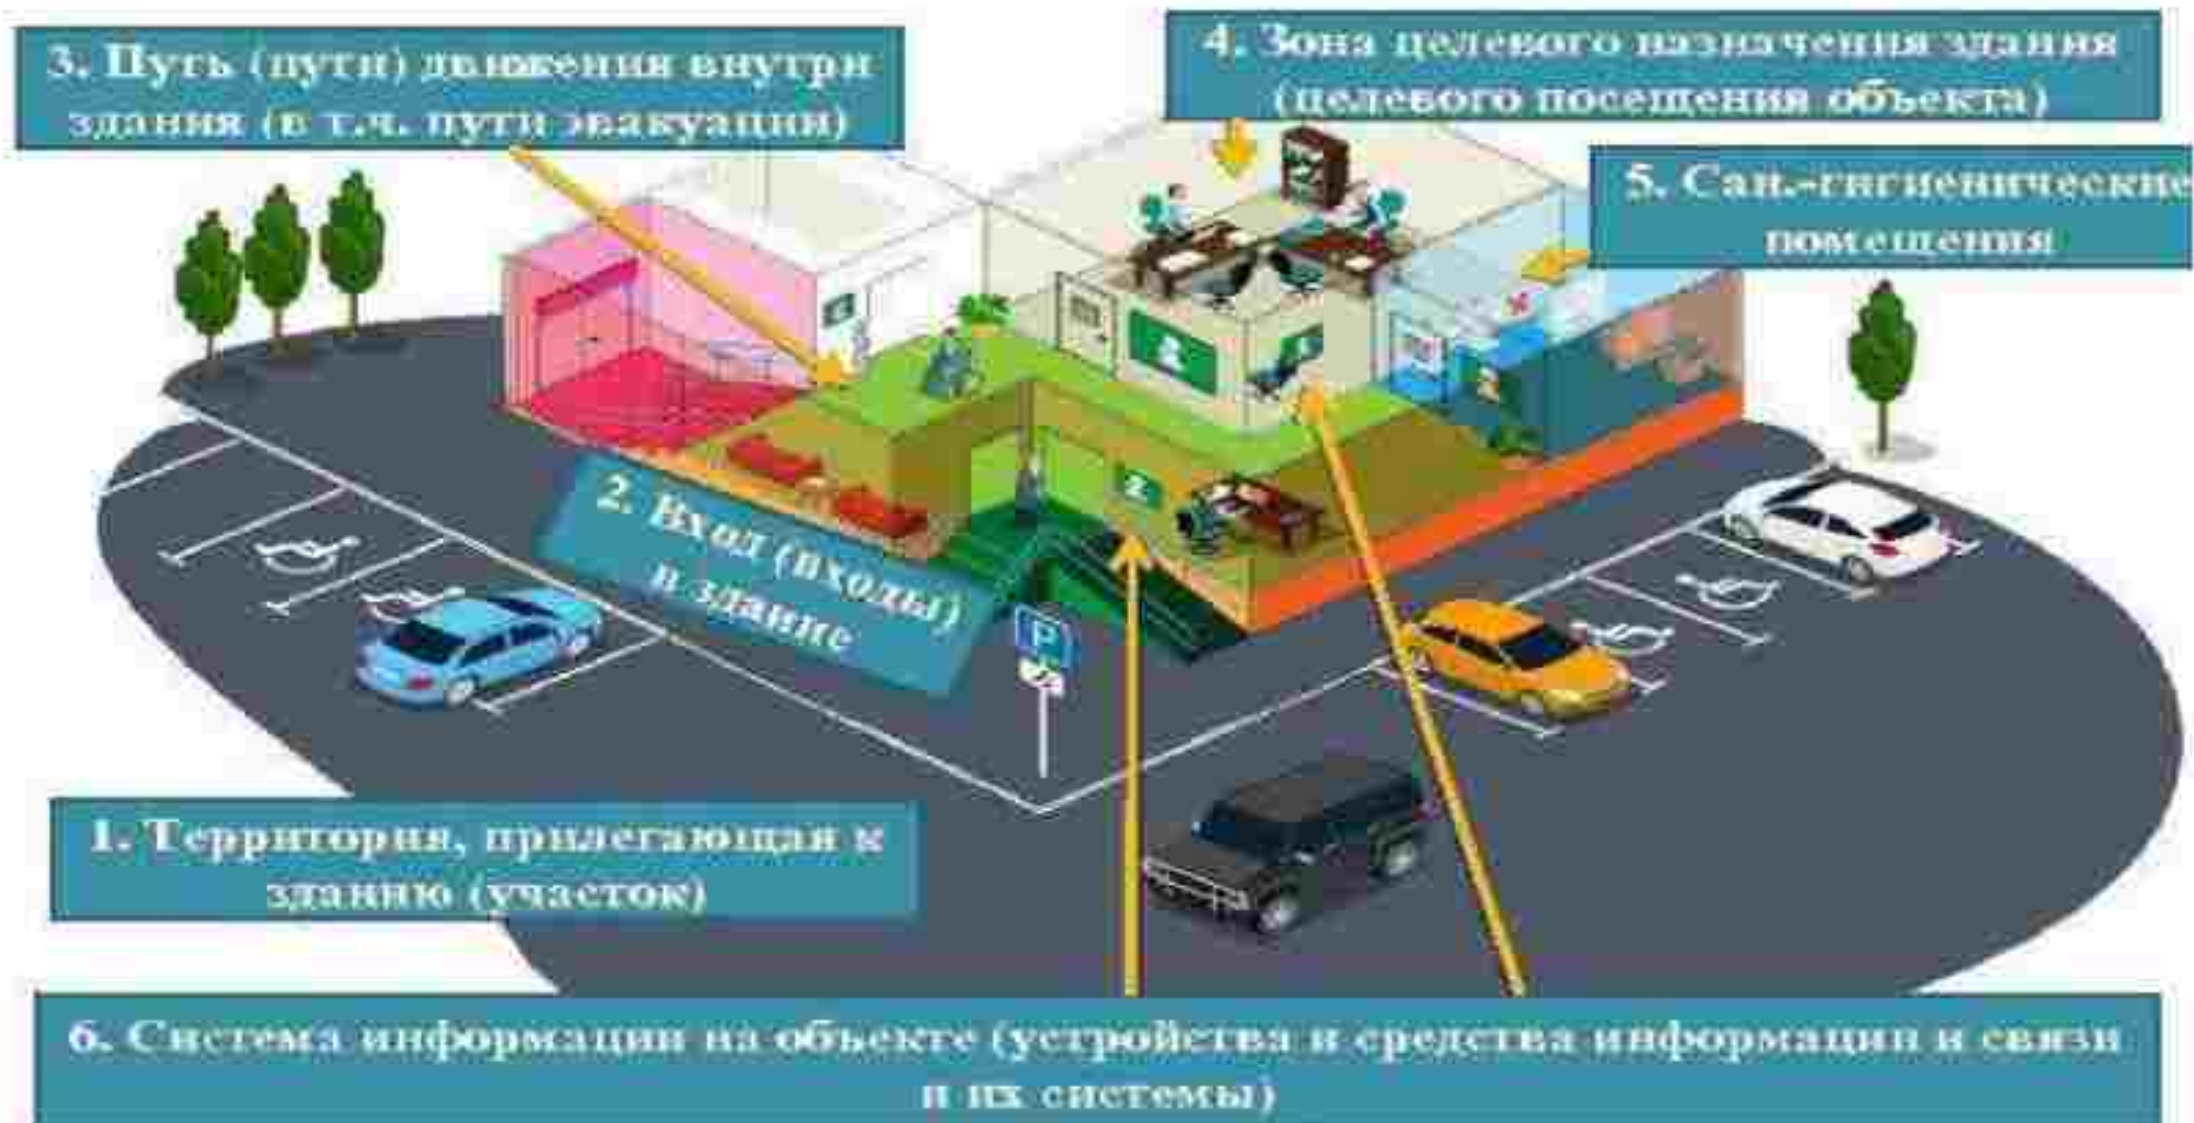 3. Путь (пути) движения внутри
здания (в т.ч. пути эвакуации)
4. Зона целевого назначения здания
(целевого посещения объекта)
5. Сан.-гигиенические
помещения
2. Вход (входы)
в здание
P
1. Территория, прилегающая к
зданию (участок)
6. Система информации на объекте (устройства и средства информации и связи
и их системы)